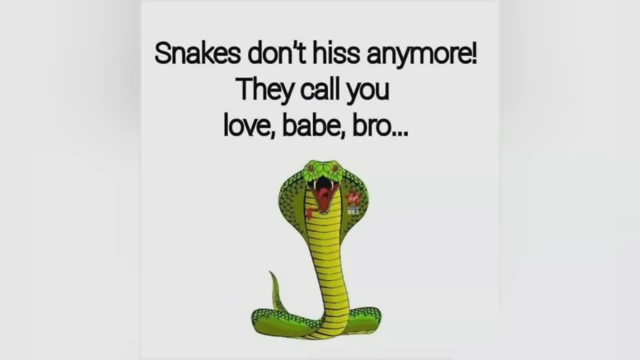 Snakes don't hiss anymore!
They call you
love, babe, bro...